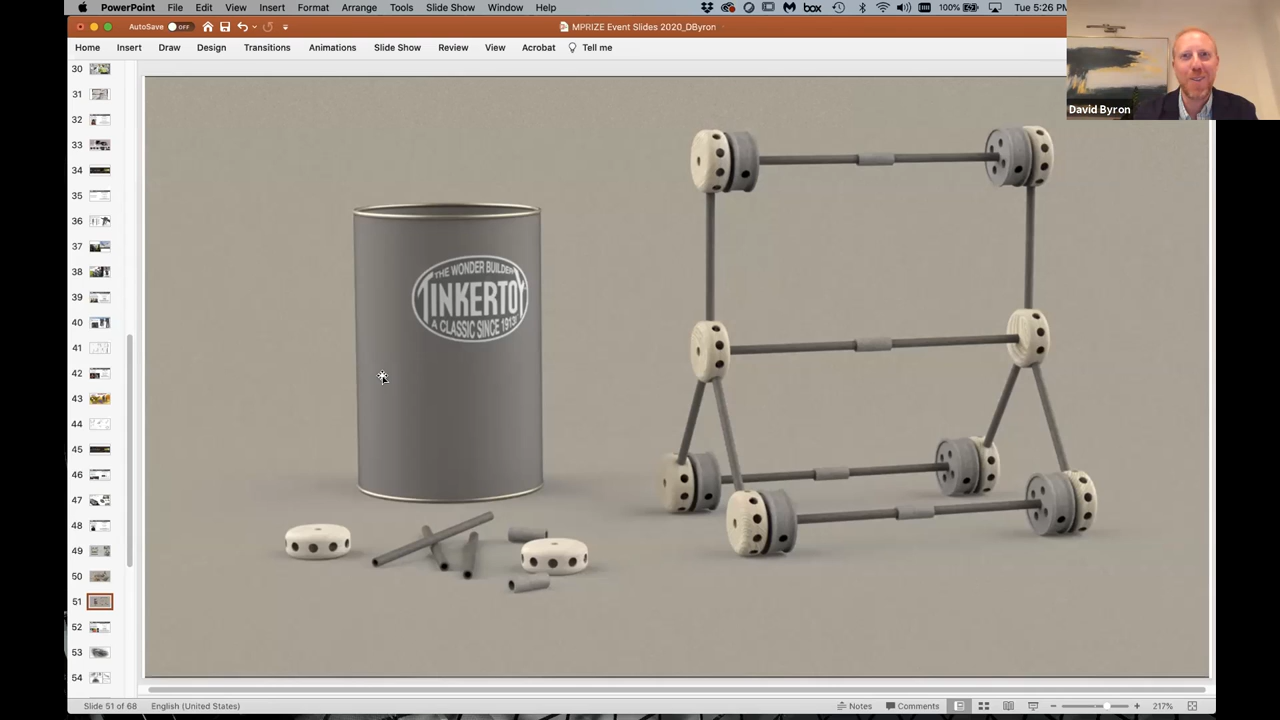 PowerPoint File Edit View Insert Format Arrange Tools Slide Show Window Help
box 100% Tue 5:26 PM
AutoSave OFF
MPRIZE Event Slides 2020_DByron
Home Insert Draw Design Transitions Animations Slide Show Review View Acrobat Tell me
David Byron
30
31
32
33
34
35
36
37
38
39
40
41
42
43
44
45
46
47
48
49
50
51
52
53
54
THE WONDER BUILDER
TINKERTOY
A CLASSIC SINCE 1913!
Slide 51 of 68 English (United States)
Notes Comments 217%